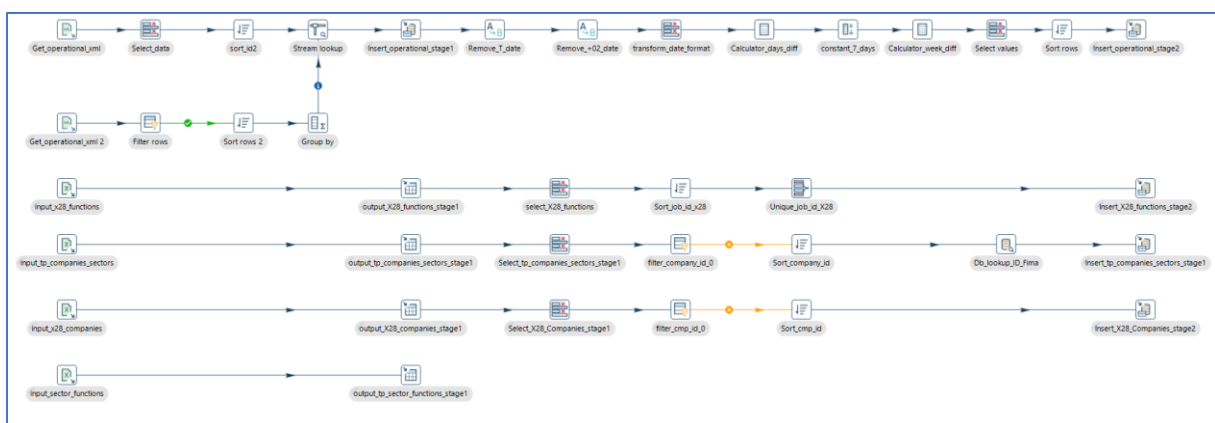 Get_operational_xml
Select_data
sort_id2
Stream lookup
Insert_operational_stage1
Remove_T_date
Remove_+02_date
transform_date_format
Calculator_days_diff
constant_7_days
Calculator_week_diff
Select values
Sort rows
Insert_operational_stage2
Get_operational_xml 2
Filter rows
Sort rows 2
Group by
input_x28_functions
output_X28_functions_stage1
select_X28_functions
Sort_job_id_x28
Unique_job_id_X28
Insert_X28_functions_stage2
input_tp_companies_sectors
output_tp_companies_sectors_stage1
Select_tp_companies_sectors_stage1
filter_company_id_0
Sort_company_id
Db_lookup_ID_Fima
Insert_tp_companies_sectors_stage1
input_x28_companies
output_X28_companies_stage1
Select_X28_Companies_stage1
filter_cmp_id_0
Sort_cmp_id
Insert_X28_Companies_stage2
input_sector_functions
output_tp_sector_functions_stage1